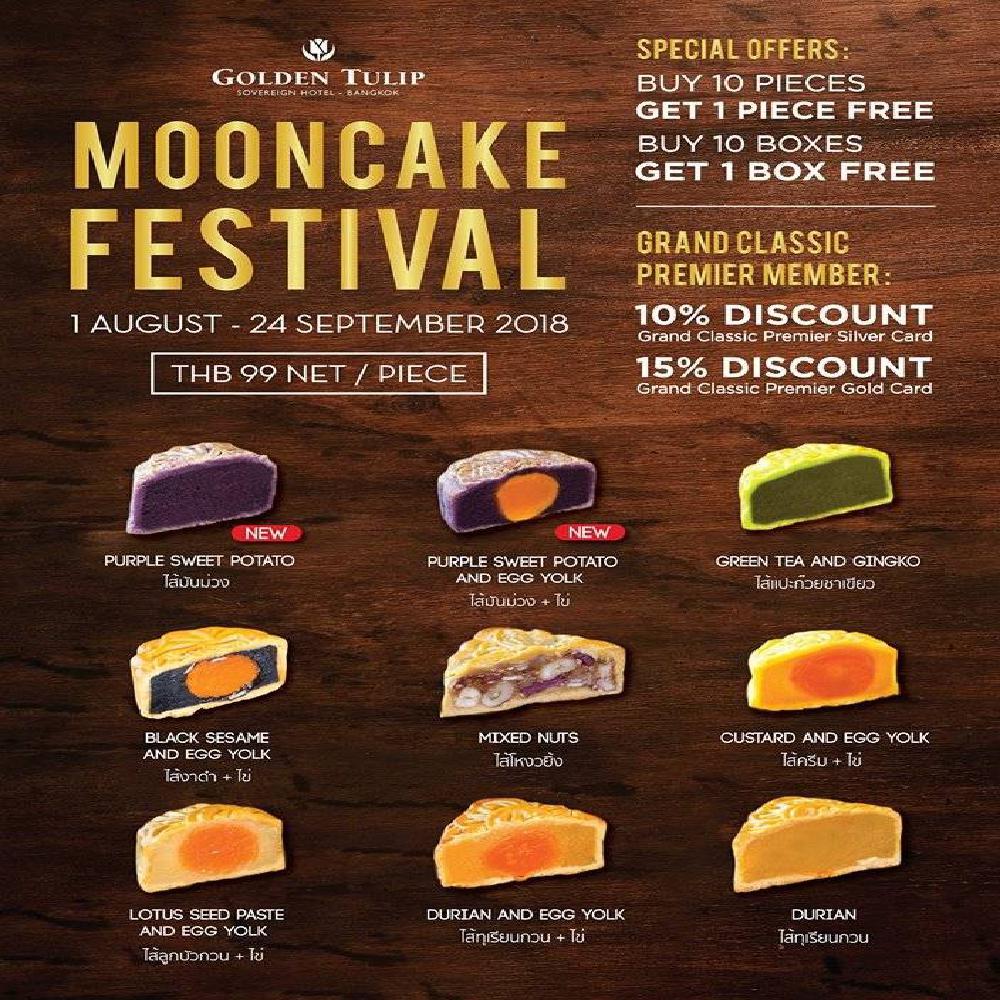 GOLDEN TULIP
SOVEREIGN HOTEL - BANGKOK
MOONCAKE
FESTIVAL
1 AUGUST - 24 SEPTEMBER 2018
THB 99 NET / PIECE
SPECIAL OFFERS:
BUY 10 PIECES
GET 1 PIECE FREE
BUY 10 BOXES
GET 1 BOX FREE
GRAND CLASSIC
PREMIER MEMBER:
10% DISCOUNT
Grand Classic Premier Silver Card
15% DISCOUNT
Grand Classic Premier Gold Card
NEW
PURPLE SWEET POTATO
ไส้มันม่วง
NEW
PURPLE SWEET POTATO
AND EGG YOLK
ไส้มันม่วง + ไข่
GREEN TEA AND GINGKO
ไส้แปะก๊วยชาเขียว
BLACK SESAME
AND EGG YOLK
ไส้งาดำ + ไข่
MIXED NUTS
ไส้โหงวยิ้ง
CUSTARD AND EGG YOLK
ไส้ครีม + ไข่
LOTUS SEED PASTE
AND EGG YOLK
ไส้ลูกบัวกวน + ไข่
DURIAN AND EGG YOLK
ไส้ทุเรียนกวน + ไข่
DURIAN
ไส้ทุเรียนกวน